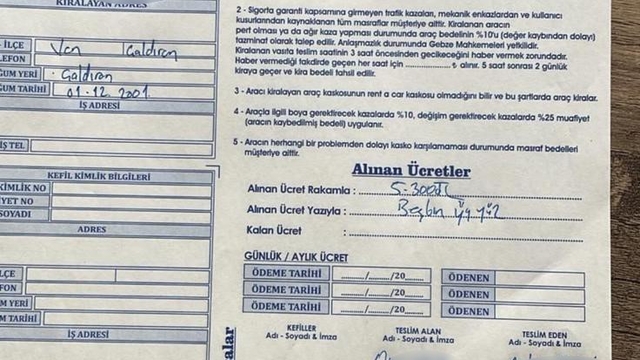 KİRALAYAN ADRES
İLÇE Van Çaldıran
LEFON
ĞUM YERİ Çaldıran
ĞUM TARİHİ 01.12.2001
İŞ ADRESİ
İŞ TEL
KEFİL KİMLİK BİLGİLERİ
KİMLİK NO
YET NO
SOYADI
ADRES
LÇE
FON
M YERİ
M TARİHİ
İŞ ADRESİ
2 - Sigorta garanti kapsamına girmeyen trafik kazaları, mekanik enkazlardan ve kullanıcı
kusurlarından kaynaklanan tüm masraflar müşteriye aittir. Kiralanan aracın
pert olması ya da ağır kaza yapması durumunda araç bedelinin %10'u (değer kaybından dolayı)
tazminat olarak talep edilir. Anlaşmazlık durumunda Gebze Mahkemeleri yetkilidir.
Kiralanan vasıta teslim saatinin 3 saat öncesinden gecikeceğini haber vermek zorundadır.
Haber vermediği takdirde geçen her saat için .................. ₺ alınır. 5 saat sonrası 2 günlük
kiraya geçer ve kira bedeli tahsil edilir.
3 - Aracı kiralayan araç kaskosunun rent a car kaskosu olmadığını bilir ve bu şartlarda araç kiralar.
4 - Araçla ilgili boya gerektirecek kazalarda %10, değişim gerektirecek kazalarda %25 muafiyet
(aracın kaybedilmiş bedeli) uygulanır.
5 - Aracın herhangi bir problemden dolayı kasko karşılamaması durumunda masraf bedelleri
müşteriye aittir.
Alınan Ücretler
Alınan Ücret Rakamla : 5.300TL
Alınan Ücret Yazıyla : Beşbin üç yüz
Kalan Ücret :
GÜNLÜK / AYLIK ÜCRET
ÖDEME TARİHİ ......./......./20..... ÖDENEN
ÖDEME TARİHİ ......./......./20..... ÖDENEN
ÖDEME TARİHİ ......./......./20..... ÖDENEN
KEFİLLER TESLİM ALAN TESLİM EDEN
Adı - Soyadı & İmza Adı - Soyadı & İmza Adı - Soyadı & İmza
alar